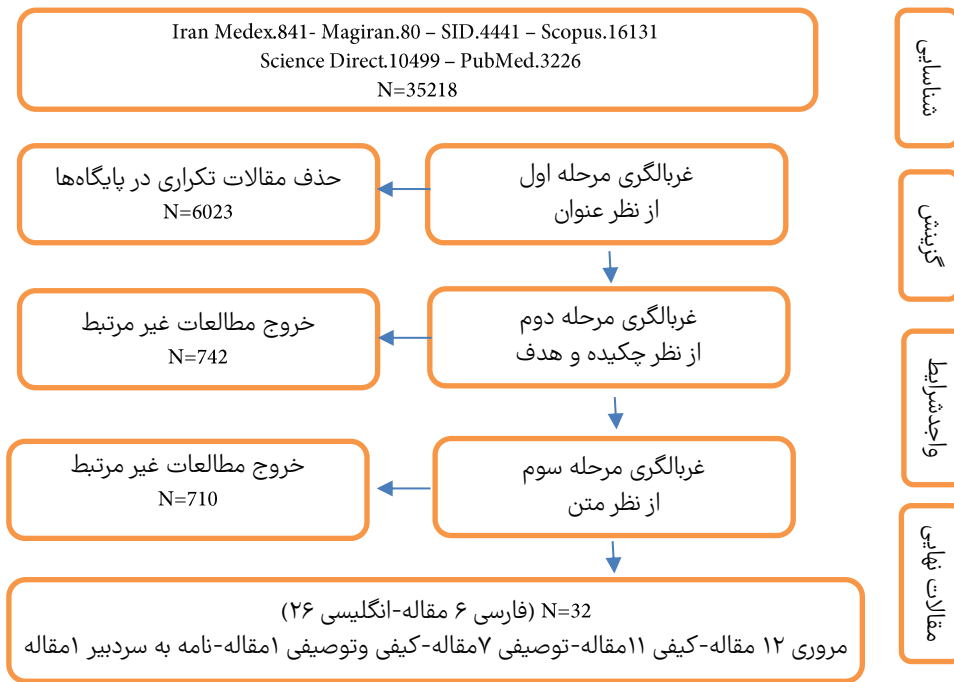 Iran Medex.841- Magiran.80 – SID.4441 – Scopus.16131
Science Direct.10499 – PubMed.3226
N=35218
شناسایی
غربالگری مرحله اول
از نظر عنوان
حذف مقالات تکراری در پایگاه‌ها
N=6023
گزینش
غربالگری مرحله دوم
از نظر چکیده و هدف
خروج مطالعات غیر مرتبط
N=742
واجدشرایط
غربالگری مرحله سوم
از نظر متن
خروج مطالعات غیر مرتبط
N=710
مقالات نهایی
N=32 (فارسی ۶ مقاله-انگلیسی ۲۶)
مروری ۱۲ مقاله-کیفی ۱۱مقاله-توصیفی ۷مقاله-کیفی وتوصیفی ۱مقاله-نامه به سردبیر ۱مقاله